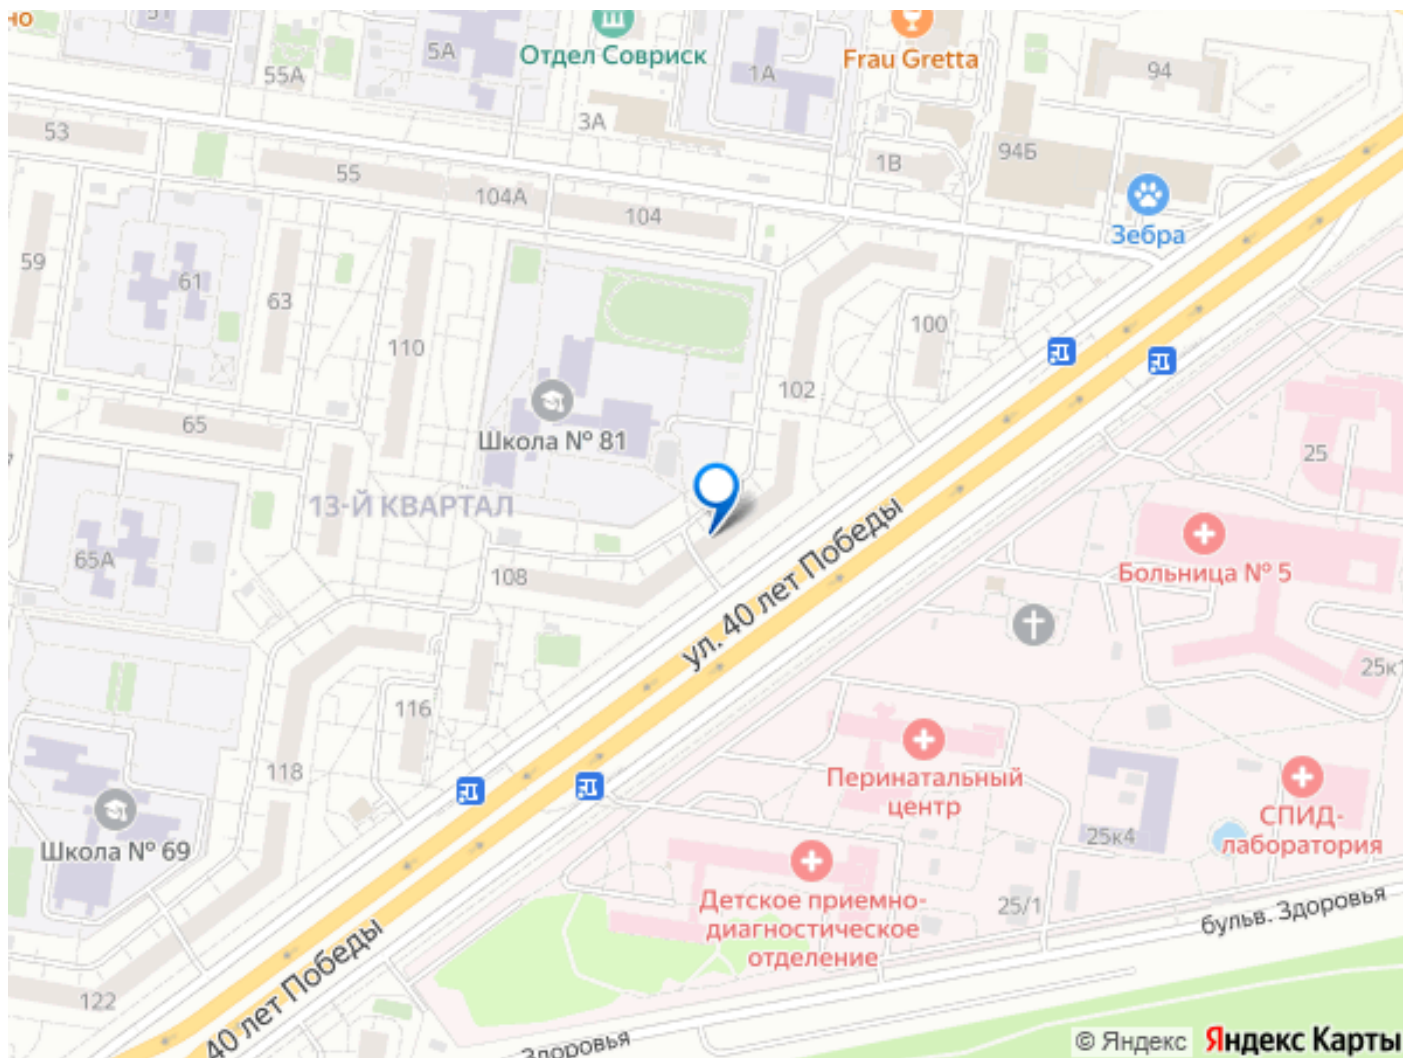 но
51
5А
Отдел Совриск
Frau Gretta
55А
1А
94
53
3А
94Б
1В
55
104А
104
Зебра
59
61
63
100
110
102
65
Школа № 81
25
13-Й КВАРТАЛ
ул. 40 лет Победы
65А
108
Больница № 5
25к1
116
118
Перинатальный
центр
СПИД-
лаборатория
25к4
Школа № 69
Детское приемно-
диагностическое
отделение
25/1
бульв. Здоровья
122
40 лет Победы
Здоровья
© Яндекс Яндекс Карты